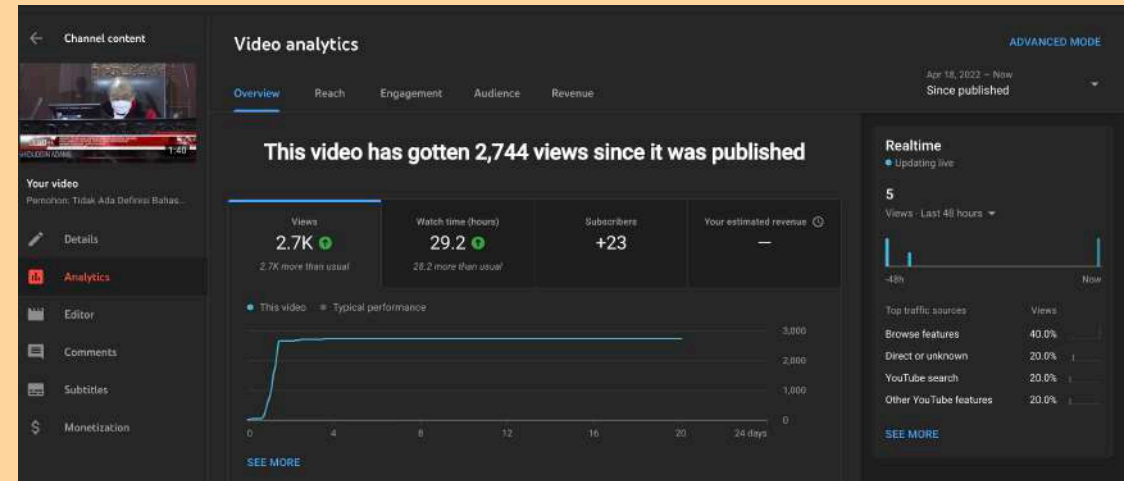 Channel content
1:40
Your video
Pemohon: Tidak Ada Definisi Bahas...
Details
Analytics
Editor
Comments
Subtitles
Monetization
Video analytics
ADVANCED MODE
Overview Reach Engagement Audience Revenue
Apr 18, 2022 – Now
Since published
This video has gotten 2,744 views since it was published
Views
2.7K
2.7K more than usual
Watch time (hours)
29.2
28.2 more than usual
Subscribers
+23
Your estimated revenue
—
This video Typical performance
3,000
2,000
1,000
0
0 4 8 12 16 20 24 days
SEE MORE
Realtime
Updating live
5
Views · Last 48 hours
-48h Now
Top traffic sources Views
Browse features 40.0%
Direct or unknown 20.0% 1
YouTube search 20.0% 1
Other YouTube features 20.0% 1
SEE MORE